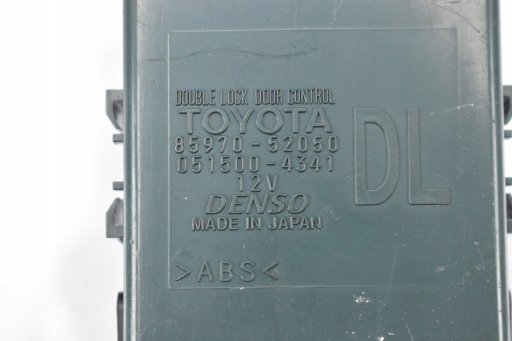 DOUBLE LOCK DOOR CONTROL
TOYOTA
85970-52050
051500-4341
12V
DENSO
MADE IN JAPAN
DL
>ABS<